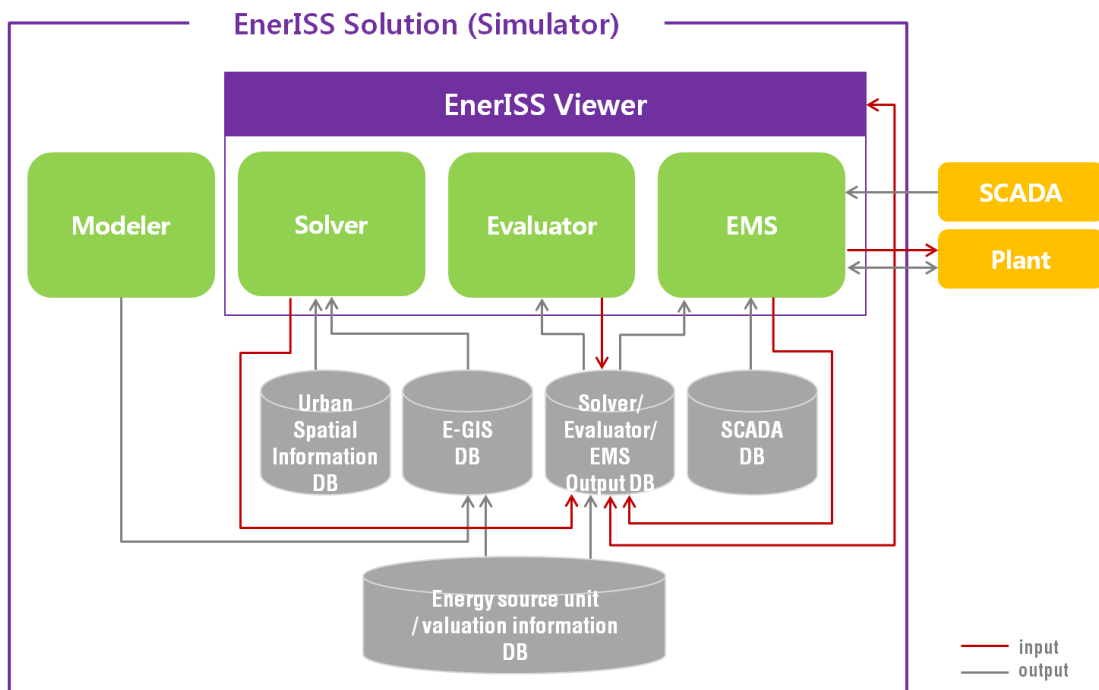 EnerISS Solution (Simulator)
EnerISS Viewer
Modeler
Solver
Evaluator
EMS
SCADA
Plant
Urban
Spatial
Information
DB
E-GIS
DB
Solver/
Evaluator/
EMS
Output DB
SCADA
DB
Energy source unit
/ valuation information
DB
input
output